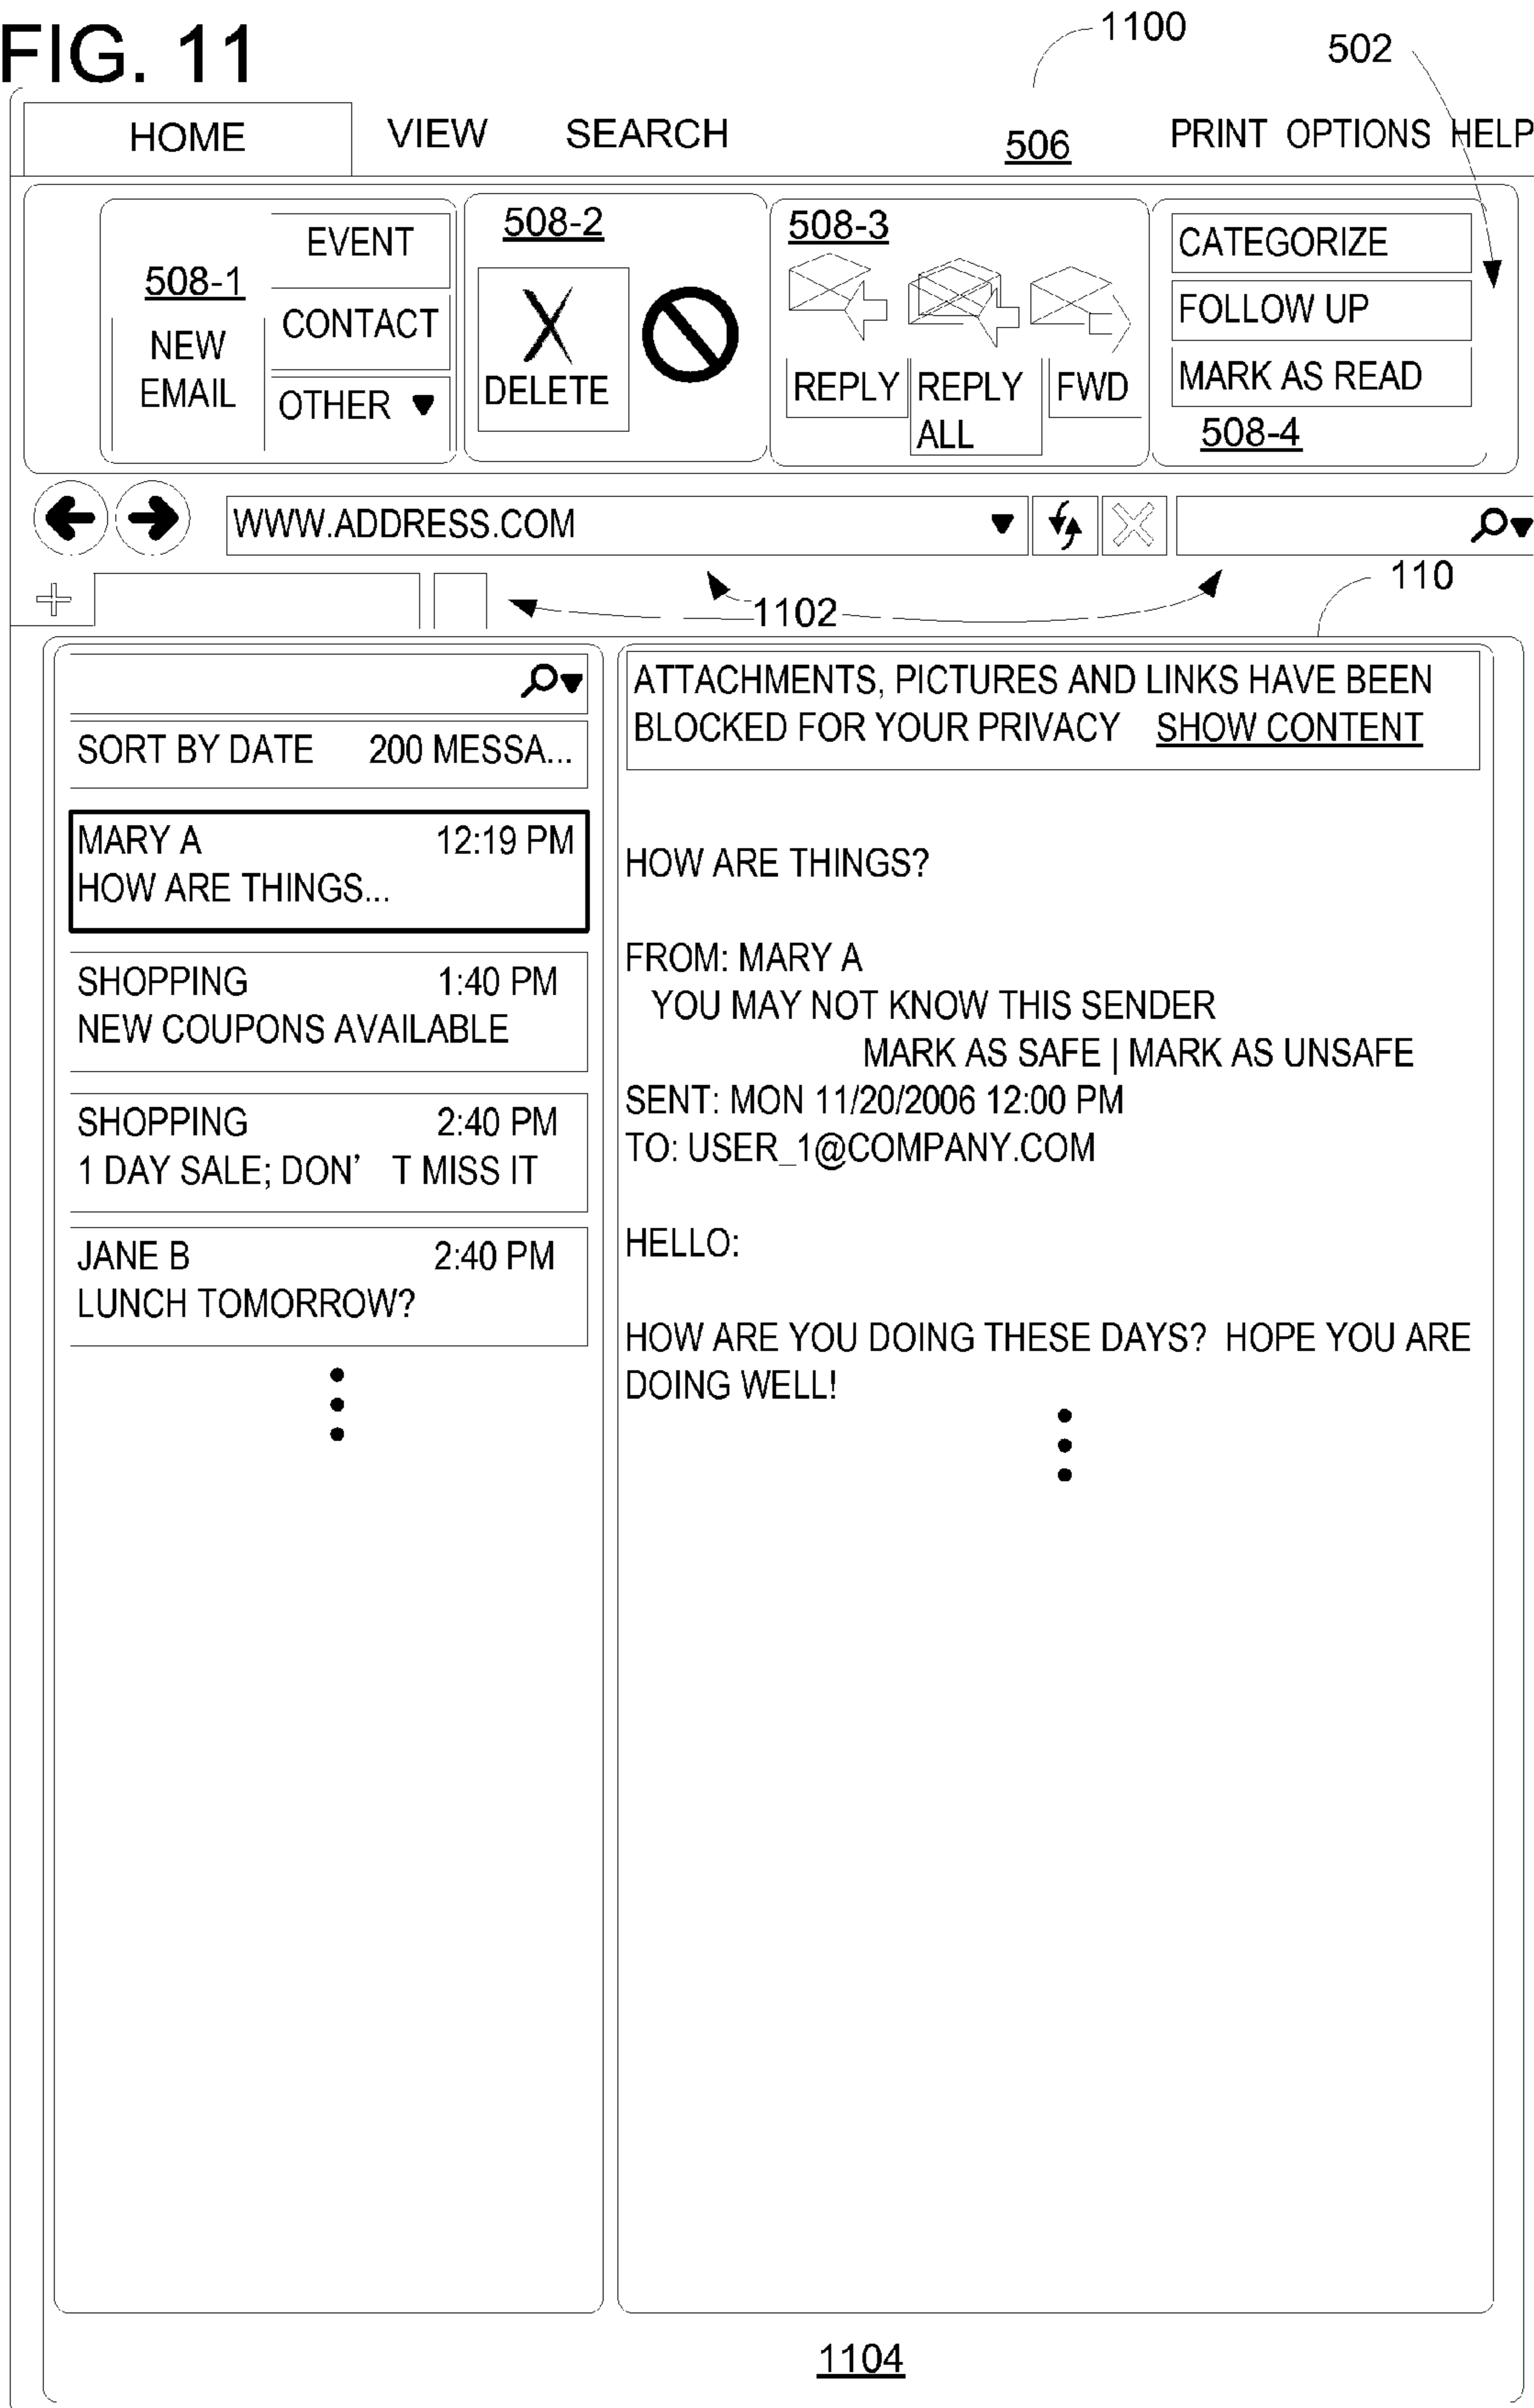 FIG. 11
1100
502
HOME VIEW SEARCH 506 PRINT OPTIONS HELP
508-1
NEW
EMAIL
EVENT
CONTACT
OTHER
508-2
DELETE
508-3
REPLY
REPLY
ALL
FWD
CATEGORIZE
FOLLOW UP
MARK AS READ
508-4
WWW.ADDRESS.COM
110
1102
SORT BY DATE 200 MESSA...
MARY A 12:19 PM
HOW ARE THINGS...
SHOPPING 1:40 PM
NEW COUPONS AVAILABLE
SHOPPING 2:40 PM
1 DAY SALE; DON' T MISS IT
JANE B 2:40 PM
LUNCH TOMORROW?
ATTACHMENTS, PICTURES AND LINKS HAVE BEEN
BLOCKED FOR YOUR PRIVACY SHOW CONTENT
HOW ARE THINGS?
FROM: MARY A
YOU MAY NOT KNOW THIS SENDER
MARK AS SAFE | MARK AS UNSAFE
SENT: MON 11/20/2006 12:00 PM
TO: USER_1@COMPANY.COM
HELLO:
HOW ARE YOU DOING THESE DAYS? HOPE YOU ARE
DOING WELL!
1104